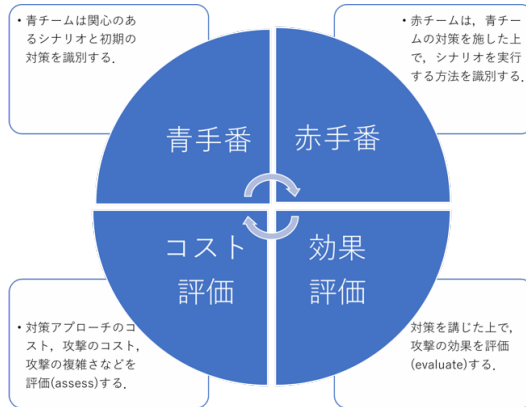 ・青チームは関心のあ
るシナリオと初期の
対策を識別する.
・赤チームは，青チー
ムの対策を施した上
で，シナリオを実行
する方法を識別する.
青手番
赤手番
コスト
評価
効果
評価
・対策アプローチのコ
スト，攻撃のコスト，
攻撃の複雑さなどを
評価(assess)する.
対策を講じた上で，
攻撃の効果を評価
(evaluate)する.